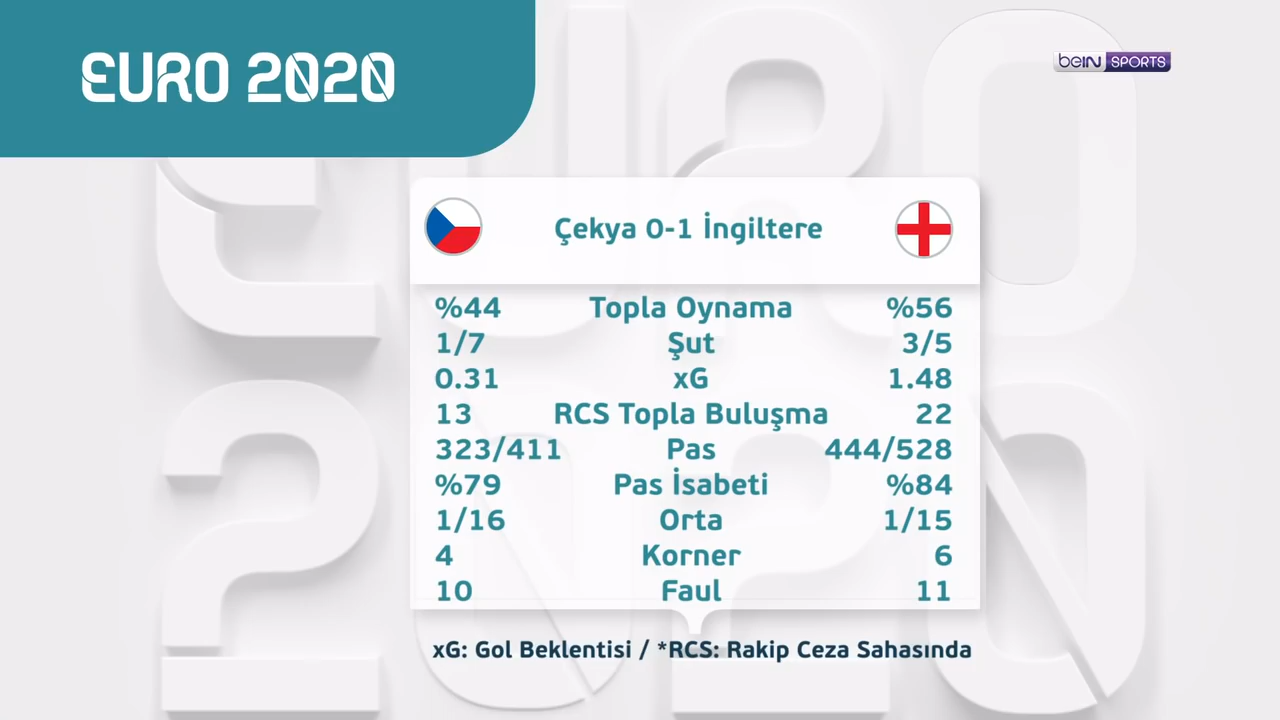 EURO 2020
beIN SPORTS
Çekya 0-1 İngiltere
%44 Topla Oynama %56
1/7 Şut 3/5
0.31 xG 1.48
13 RCS Topla Buluşma 22
323/411 Pas 444/528
%79 Pas İsabeti %84
1/16 Orta 1/15
4 Korner 6
10 Faul 11
xG: Gol Beklentisi / *RCS: Rakip Ceza Sahasında